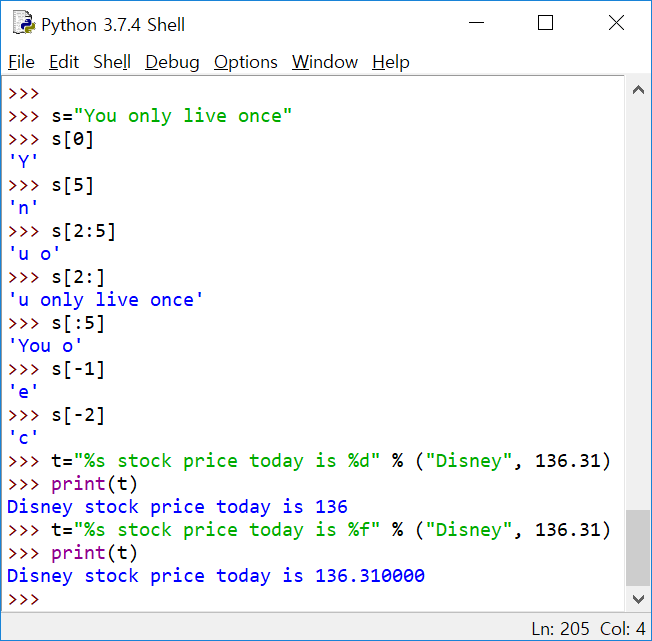 Python 3.7.4 Shell
File Edit Shell Debug Options Window Help
>>>
>>> s="You only live once"
>>> s[0]
'Y'
>>> s[5]
'n'
>>> s[2:5]
'u o'
>>> s[2:]
'u only live once'
>>> s[:5]
'You o'
>>> s[-1]
'e'
>>> s[-2]
'c'
>>> t="%s stock price today is %d" % ("Disney", 136.31)
>>> print(t)
Disney stock price today is 136
>>> t="%s stock price today is %f" % ("Disney", 136.31)
>>> print(t)
Disney stock price today is 136.310000
>>>
Ln: 205 Col: 4